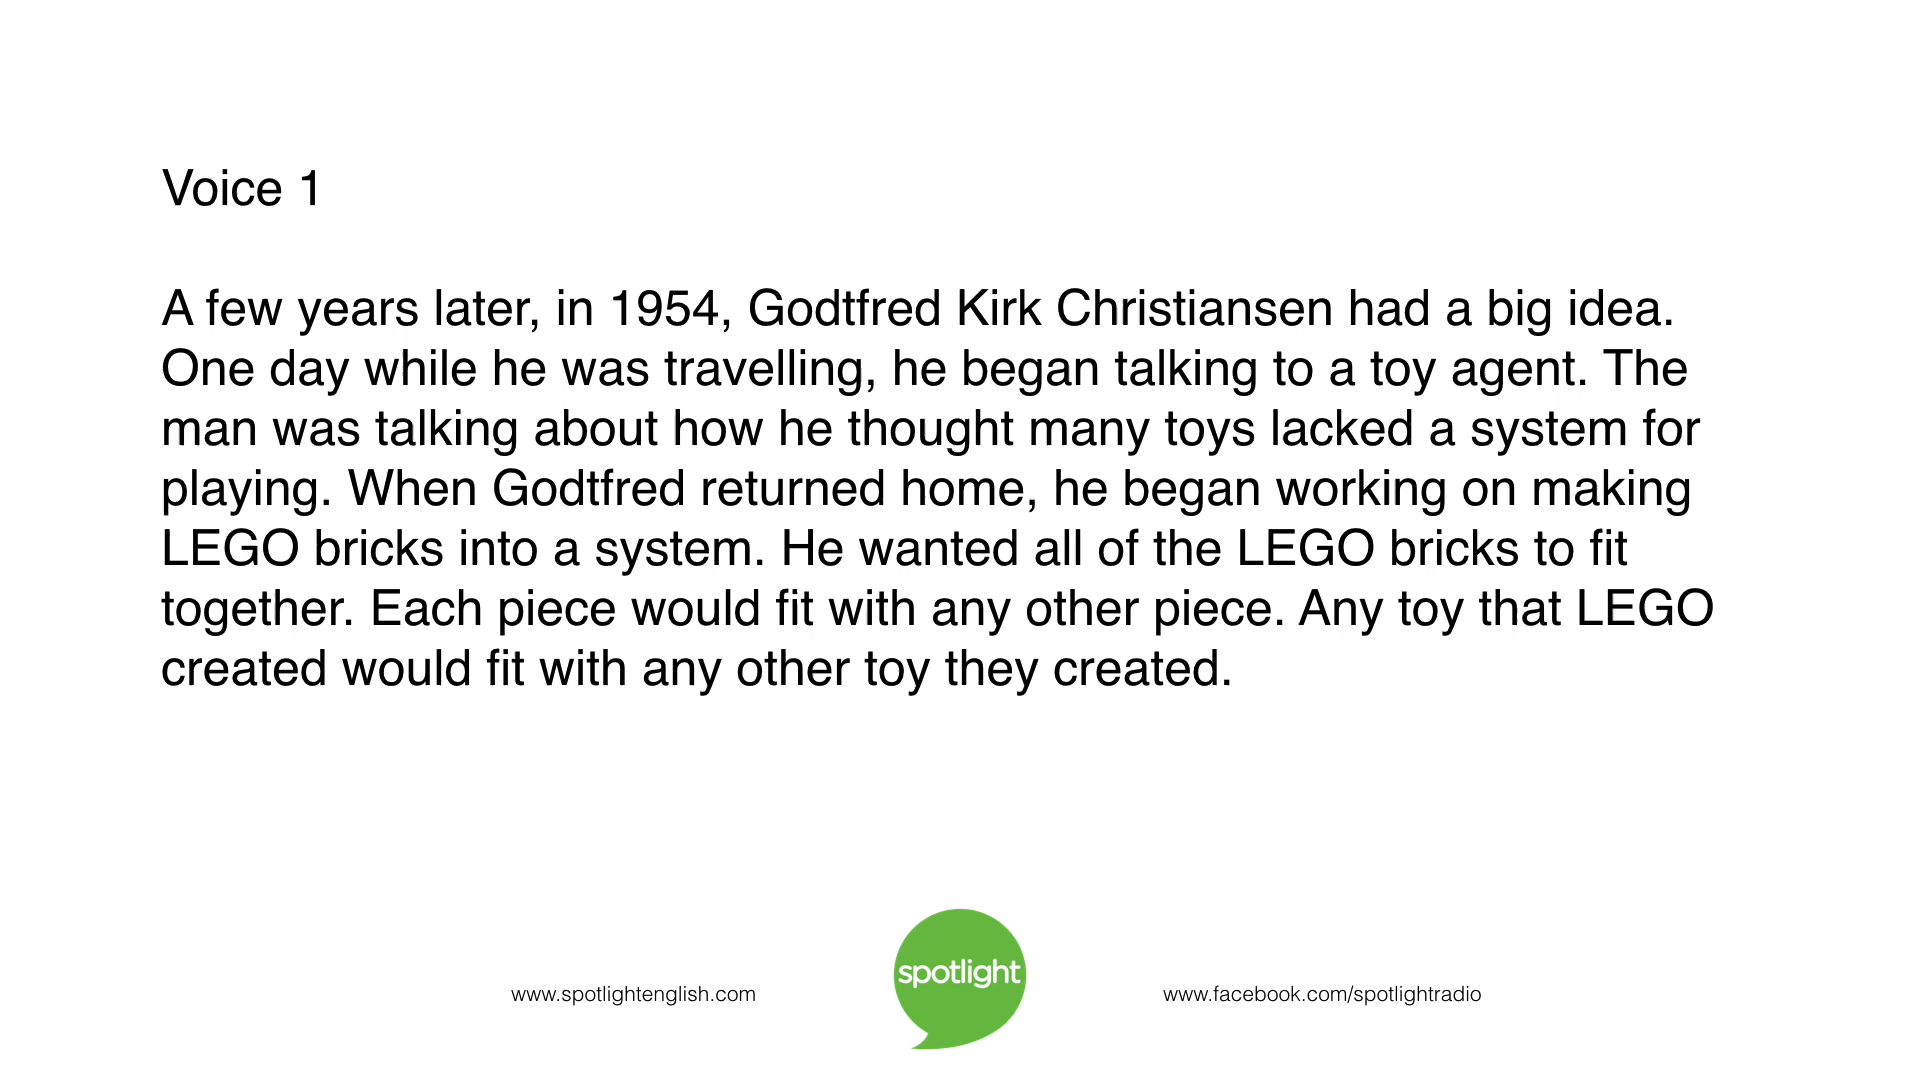 Voice 1
A few years later, in 1954, Godtfred Kirk Christiansen had a big idea.
One day while he was travelling, he began talking to a toy agent. The
man was talking about how he thought many toys lacked a system for
playing. When Godtfred returned home, he began working on making
LEGO bricks into a system. He wanted all of the LEGO bricks to fit
together. Each piece would fit with any other piece. Any toy that LEGO
created would fit with any other toy they created.
spotlight
www.spotlightenglish.com
www.facebook.com/spotlightradio